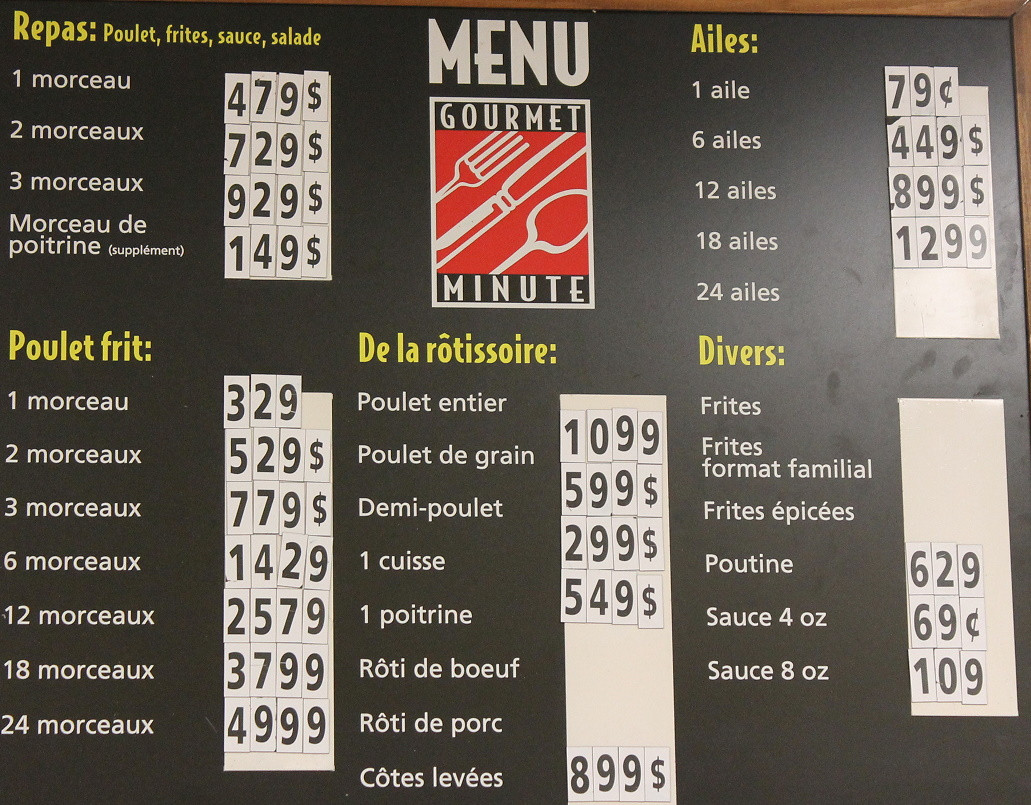 MENU
GOURMET
MINUTE
Repas: Poulet, frites, sauce, salade
1 morceau 479$
2 morceaux 729$
3 morceaux 929$
Morceau de
poitrine (supplément) 149$
Poulet frit:
1 morceau 329
2 morceaux 529$
3 morceaux 779$
6 morceaux 1429
12 morceaux 2579
18 morceaux 3799
24 morceaux 4999
De la rôtissoire:
Poulet entier
1099
Poulet de grain
599$
Demi-poulet
299$
1 cuisse
549$
1 poitrine
Rôti de boeuf
Rôti de porc
Côtes levées 899$
Ailes:
1 aile 79¢
6 ailes 449$
12 ailes 899$
18 ailes 1299
24 ailes
Divers:
Frites
Frites
format familial
Frites épicées
Poutine 629
Sauce 4 oz 69¢
Sauce 8 oz 109